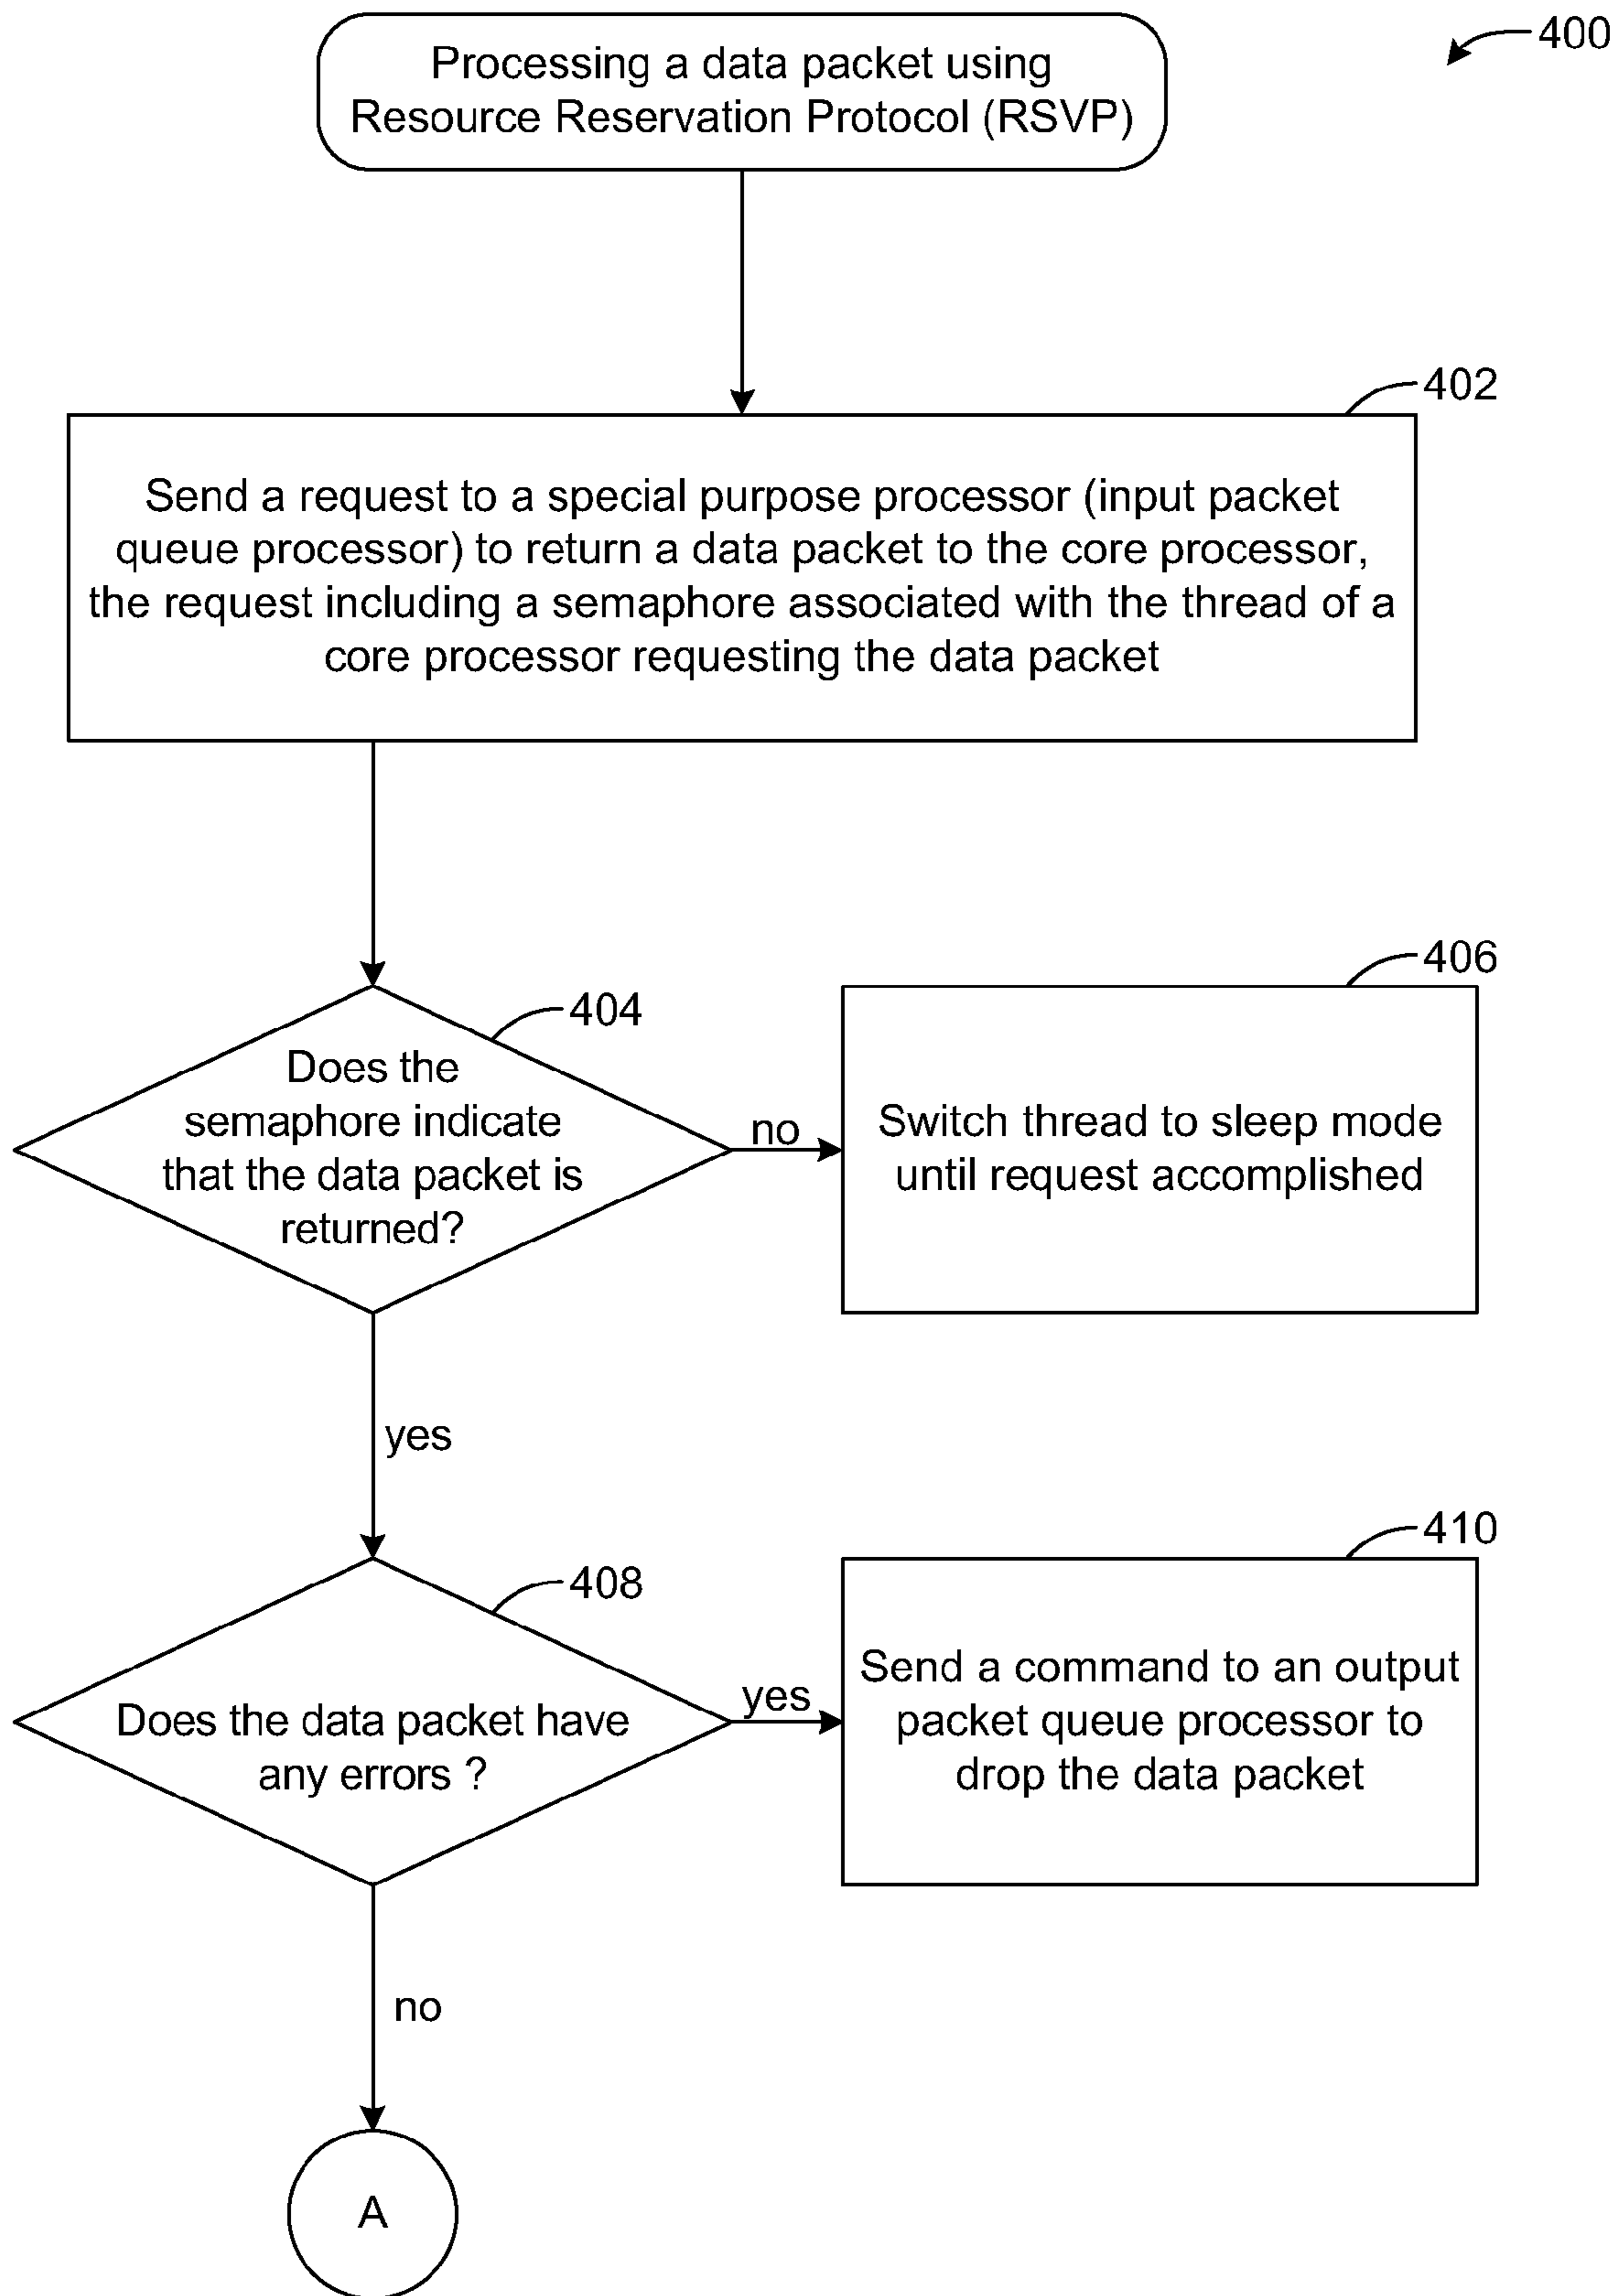 400
Processing a data packet using
Resource Reservation Protocol (RSVP)
402
Send a request to a special purpose processor (input packet
queue processor) to return a data packet to the core processor,
the request including a semaphore associated with the thread of a
core processor requesting the data packet
404
Does the
semaphore indicate
that the data packet is
returned?
no
406
Switch thread to sleep mode
until request accomplished
yes
408
Does the data packet have
any errors ?
yes
410
Send a command to an output
packet queue processor to
drop the data packet
no
A